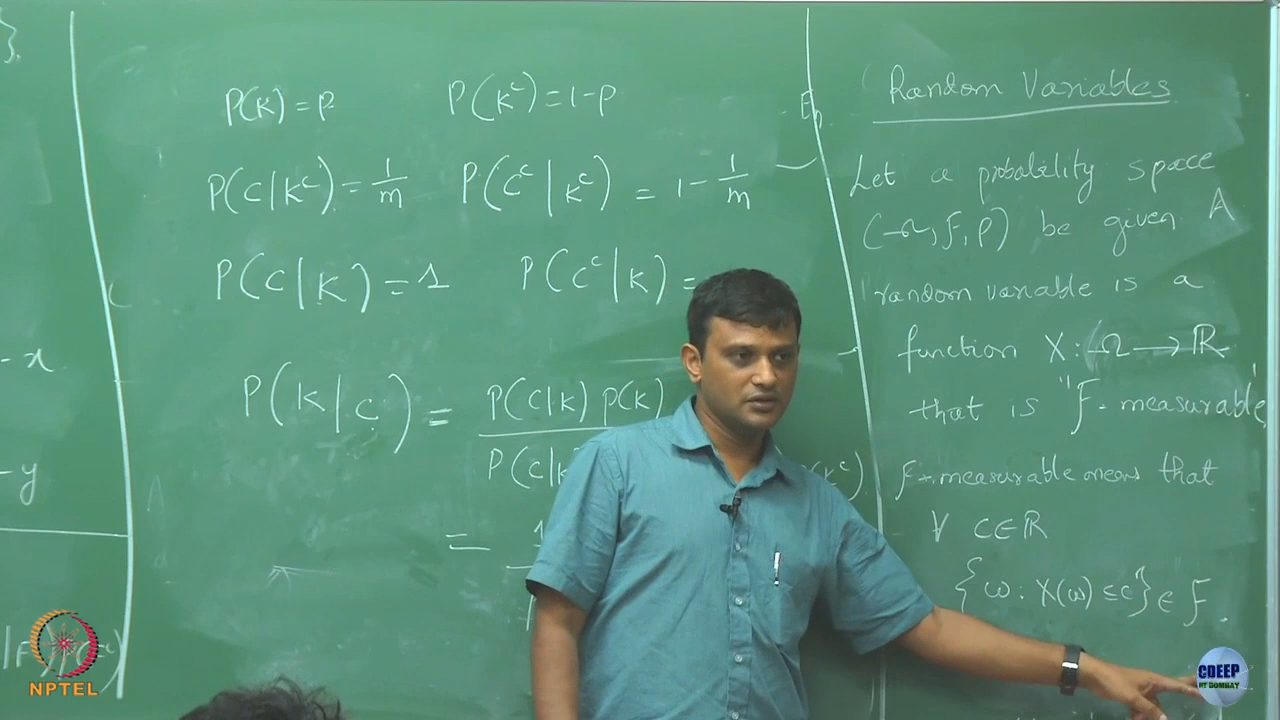 P(K) = p P(K^c) = 1-p
P(C|K^c) = 1/m P(C^c|K^c) = 1 - 1/m
P(C|K) = 1 P(C^c|K) =
P(K|C) = P(C|K) P(K)
P(C|K
K^c)
=
- x
- y
Random Variables
Let a probability space
(Ω, F, P) be given A
random variable is a
function X : Ω → ℝ
that is "F-measurable"
F-measurable means that
∀ c∈ℝ
{ω : X(ω) ≤ c} ∈ F.
NPTEL
CDEEP
IIT BOMBAY